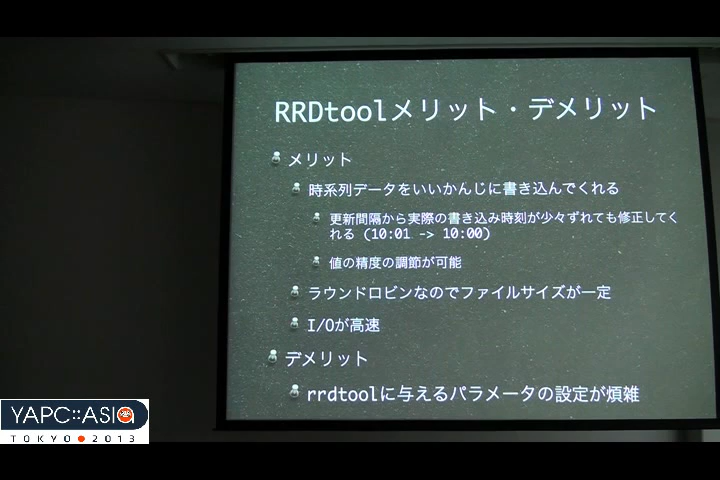 RRDtoolメリット・デメリット
メリット
時系列データをいいかんじに書き込んでくれる
更新間隔から実際の書き込み時刻が少々ずれても修正してく
れる (10:01 -> 10:00)
値の精度の調節が可能
ラウンドロビンなのでファイルサイズが一定
I/Oが高速
デメリット
rrdtoolに与えるパラメータの設定が煩雑
YAPC::ASIA
TOKYO 2013